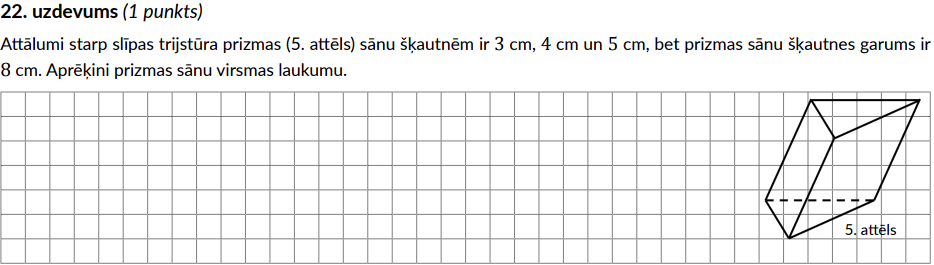 22. uzdevums (1 punkts)
Attālumi starp slīpas trijstūra prizmas (5. attēls) sānu šķautnēm ir 3 cm, 4 cm un 5 cm, bet prizmas sānu šķautnes garums ir
8 cm. Aprēķini prizmas sānu virsmas laukumu.
5. attēls